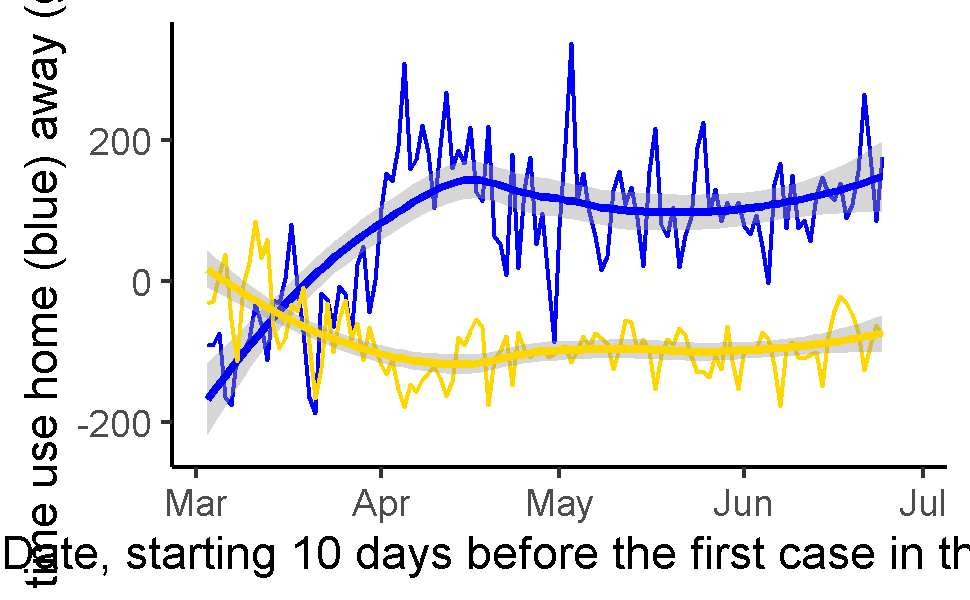 time use home (blue) away (
200
0
-200
Mar Apr May Jun Jul
Date, starting 10 days before the first case in th